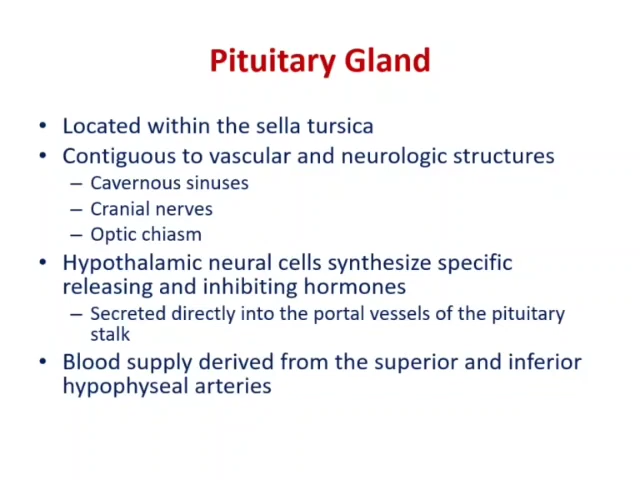 Pituitary Gland
• Located within the sella tursica
• Contiguous to vascular and neurologic structures
– Cavernous sinuses
– Cranial nerves
– Optic chiasm
• Hypothalamic neural cells synthesize specific
releasing and inhibiting hormones
– Secreted directly into the portal vessels of the pituitary
stalk
• Blood supply derived from the superior and inferior
hypophyseal arteries